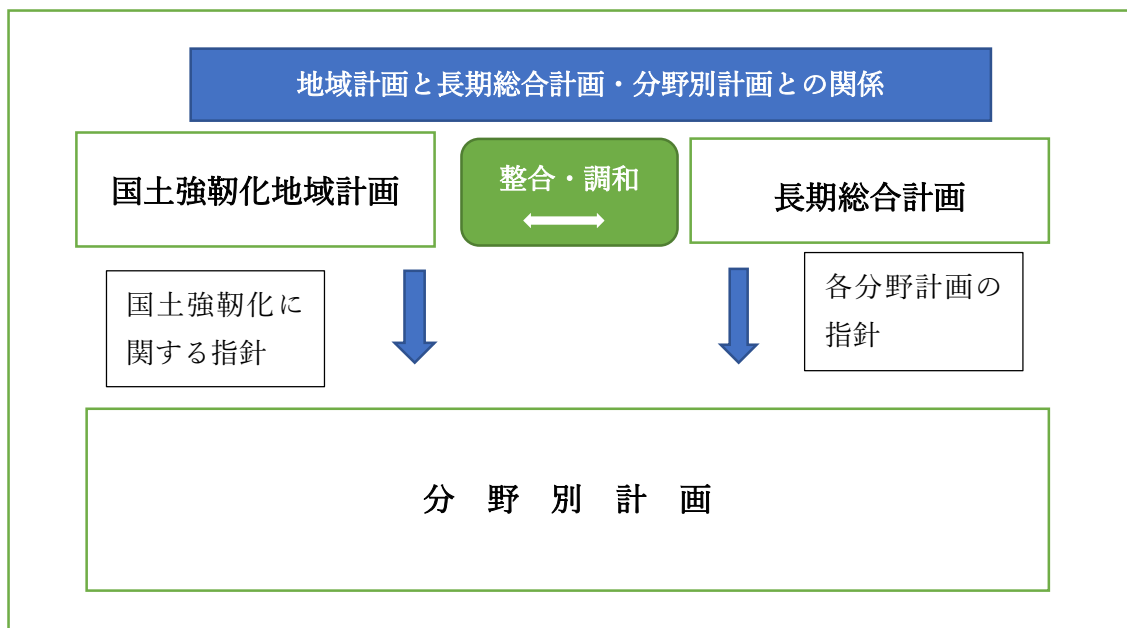 地域計画と長期総合計画・分野別計画との関係
国土強靭化地域計画
整合・調和
長期総合計画
国土強靭化に
関する指針
各分野計画の
指針
分　野　別　計　画